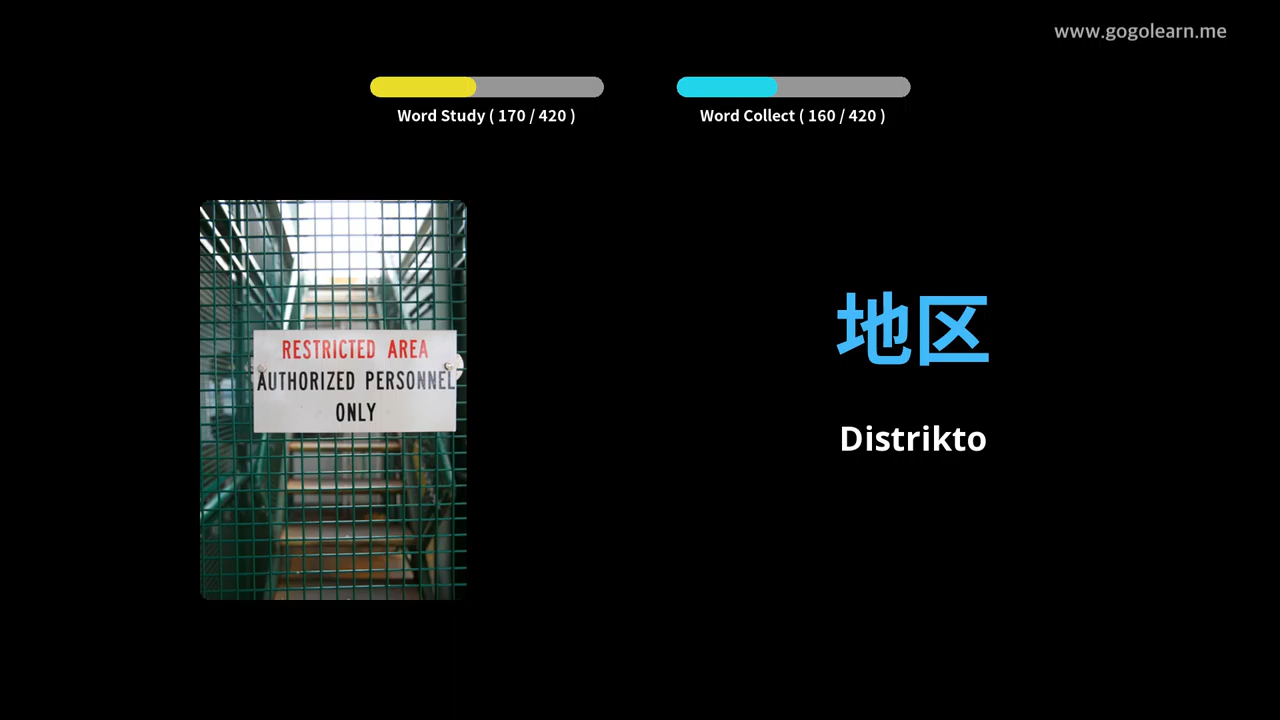 www.gogolearn.me
Word Study ( 170 / 420 )
Word Collect ( 160 / 420 )
RESTRICTED AREA
AUTHORIZED PERSONNEL
ONLY
地区
Distrikto